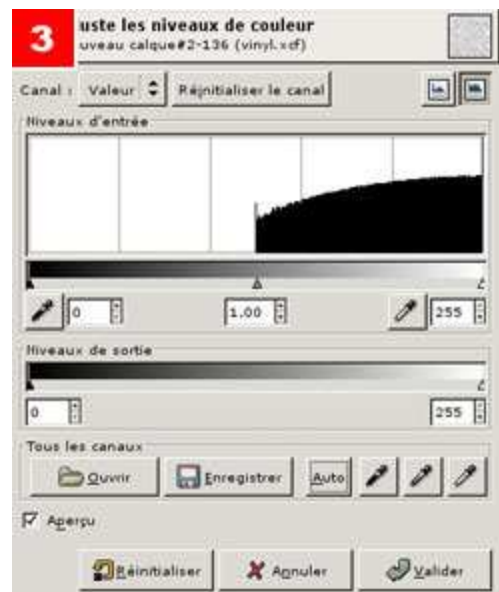 3
uste les niveaux de couleur
uveau calque#2-136 (vinyl.xcf)
Canal : Valeur Réinitialiser le canal
Niveaux d'entrée
0 1.00 255
Niveaux de sortie
0 255
Tous les canaux
Ouvrir Enregistrer Auto
Aperçu
Réinitialiser Annuler Valider